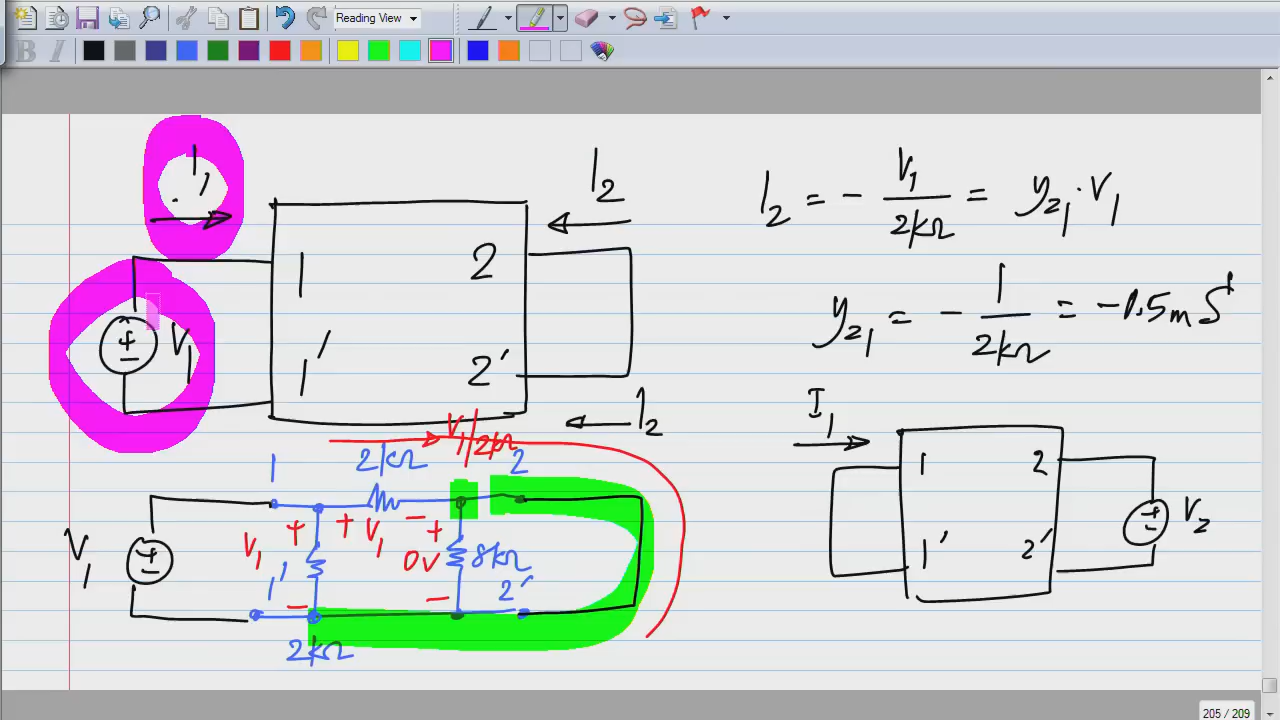 Reading View
B I
I₁
I₂
I₂ = - V₁/2kΩ = y₂₁·V₁
1 2
V₁
1' 2'
y₂₁ = - 1/2kΩ = -0.5mS
I₂
I₁
V₁/2kΩ
1 2kΩ 2
1 2
V₂
V₁ V₁ + V₁ - + 0V 8kΩ
+
1' 2'
1' 2'
- -
2kΩ
205 / 209